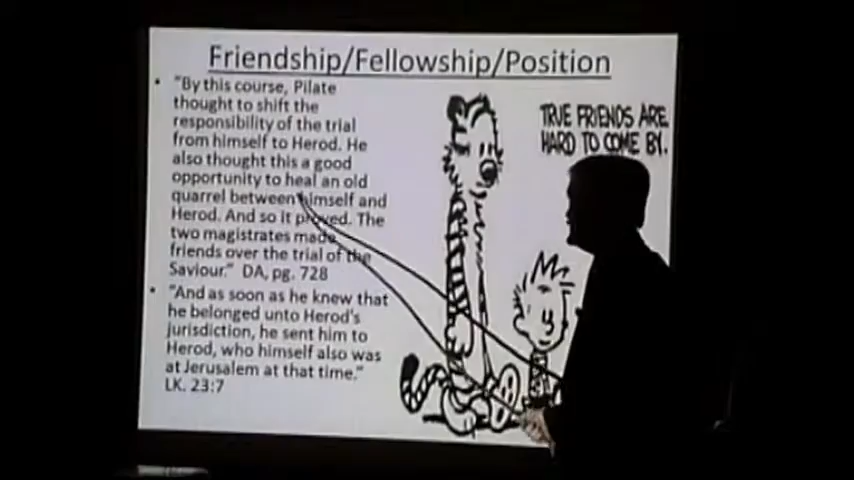 Friendship/Fellowship/Position
• "By this course, Pilate
thought to shift the
responsibility of the trial
from himself to Herod. He
also thought this a good
opportunity to heal an old
quarrel between himself and
Herod. And so it proved. The
two magistrates made
friends over the trial of the
Saviour." DA, pg. 728
• "And as soon as he knew that
he belonged unto Herod's
jurisdiction, he sent him to
Herod, who himself also was
at Jerusalem at that time."
LK. 23:7
TRUE FRIENDS ARE
HARD TO COME BY.